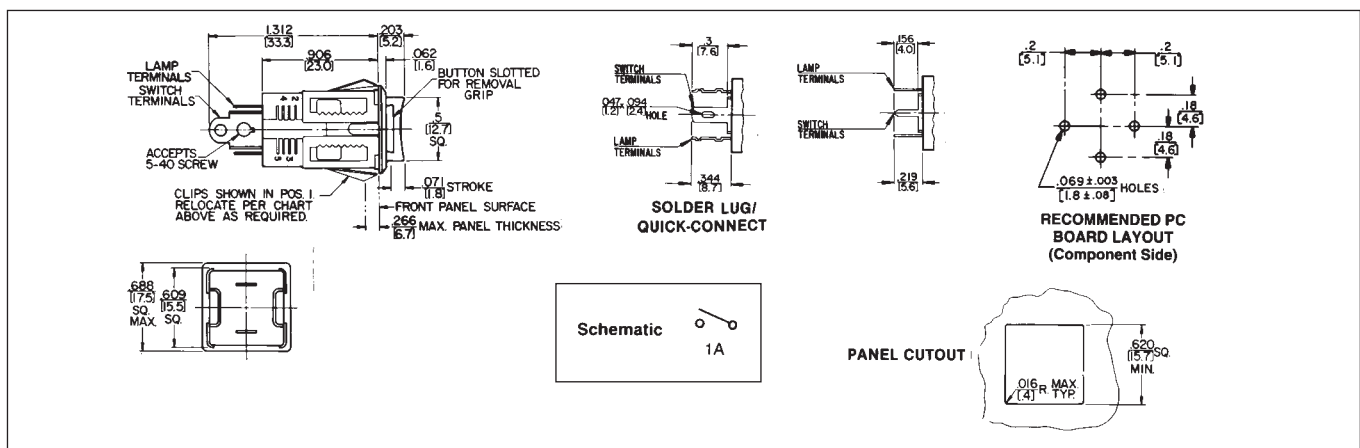 1.312
[33.3]
.203
[5.2]
.906
[23.0]
.062
[1.6]
LAMP
TERMINALS
SWITCH
TERMINALS
BUTTON SLOTTED
FOR REMOVAL
GRIP
2 4
3 5
.5
[12.7]
SQ.
ACCEPTS
5-40 SCREW
CLIPS SHOWN IN POS. 1.
RELOCATE PER CHART
ABOVE AS REQUIRED.
.071
[1.8]
STROKE
FRONT PANEL SURFACE
.266
[6.7]
MAX. PANEL THICKNESS
.3
[7.6]
SWITCH
TERMINALS
.047 x .094
[1.2] [2.4]
HOLE
LAMP
TERMINALS
.344
[8.7]
SOLDER LUG/
QUICK-CONNECT
.156
[4.0]
LAMP
TERMINALS
SWITCH
TERMINALS
.219
[5.6]
.2
[5.1]
.2
[5.1]
.18
[4.6]
.18
[4.6]
.069 ±.003
[1.8 ±.08]
HOLES
RECOMMENDED PC
BOARD LAYOUT
(Component Side)
.688
[17.5]
SQ.
MAX.
.609
[15.5]
SQ.
Schematic
1A
PANEL CUTOUT
.620
[15.7]
SQ.
MIN.
.016
[.4]
R. MAX.
TYP.